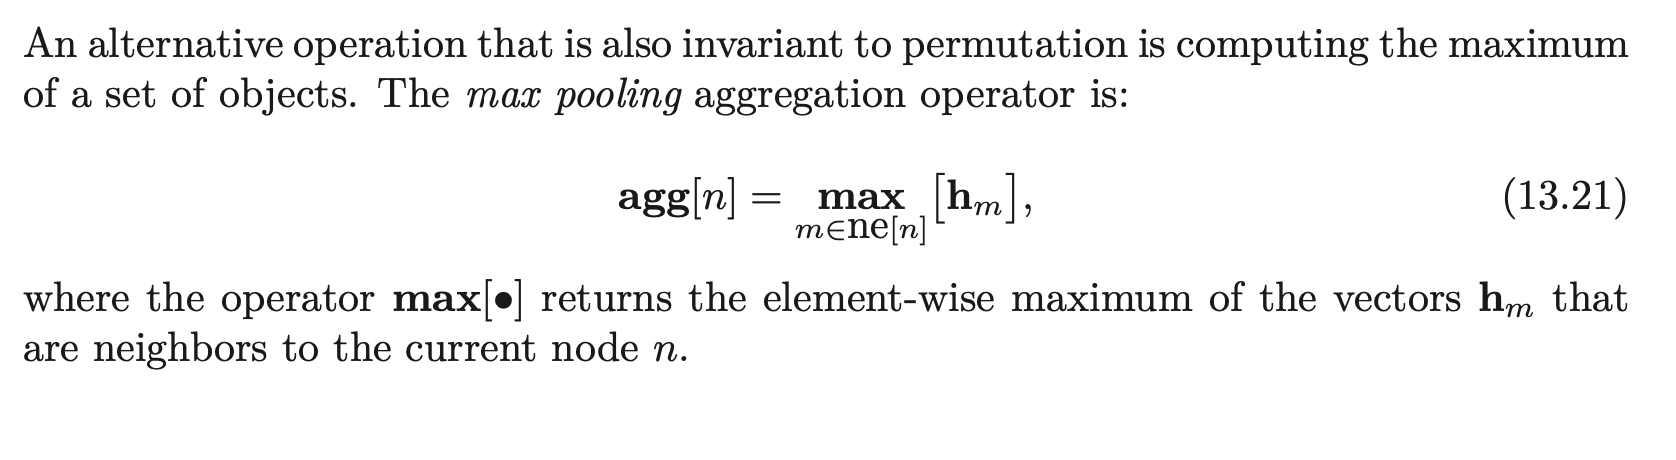 An alternative operation that is also invariant to permutation is computing the maximum
of a set of objects. The max pooling aggregation operator is:
agg[n] = max [h_m], (13.21)
m∈ne[n]
where the operator max[•] returns the element-wise maximum of the vectors h_m that
are neighbors to the current node n.